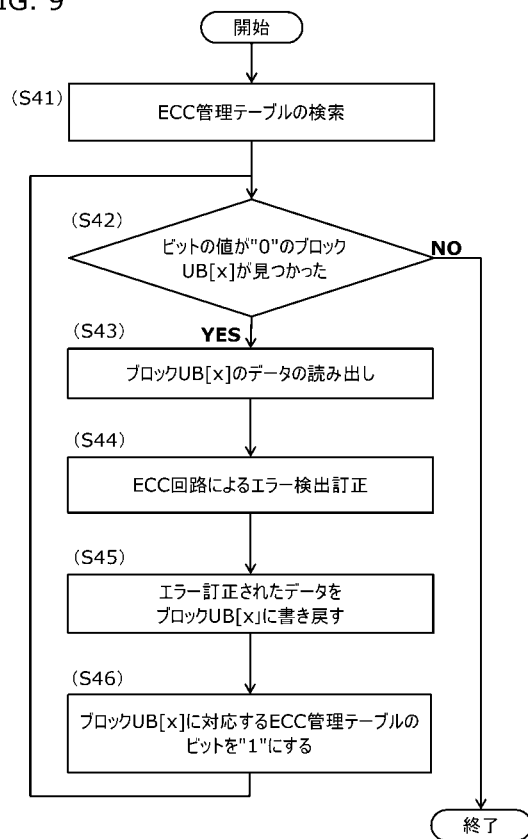 FIG. 9
開始
(S41)
ECC管理テーブルの検索
(S42)
ビットの値が"0"のブロック
UB[x]が見つかった
NO
YES
(S43)
ブロックUB[x]のデータの読み出し
(S44)
ECC回路によるエラー検出訂正
(S45)
エラー訂正されたデータを
ブロックUB[x]に書き戻す
(S46)
ブロックUB[x]に対応するECC管理テーブルの
ビットを"1"にする
終了